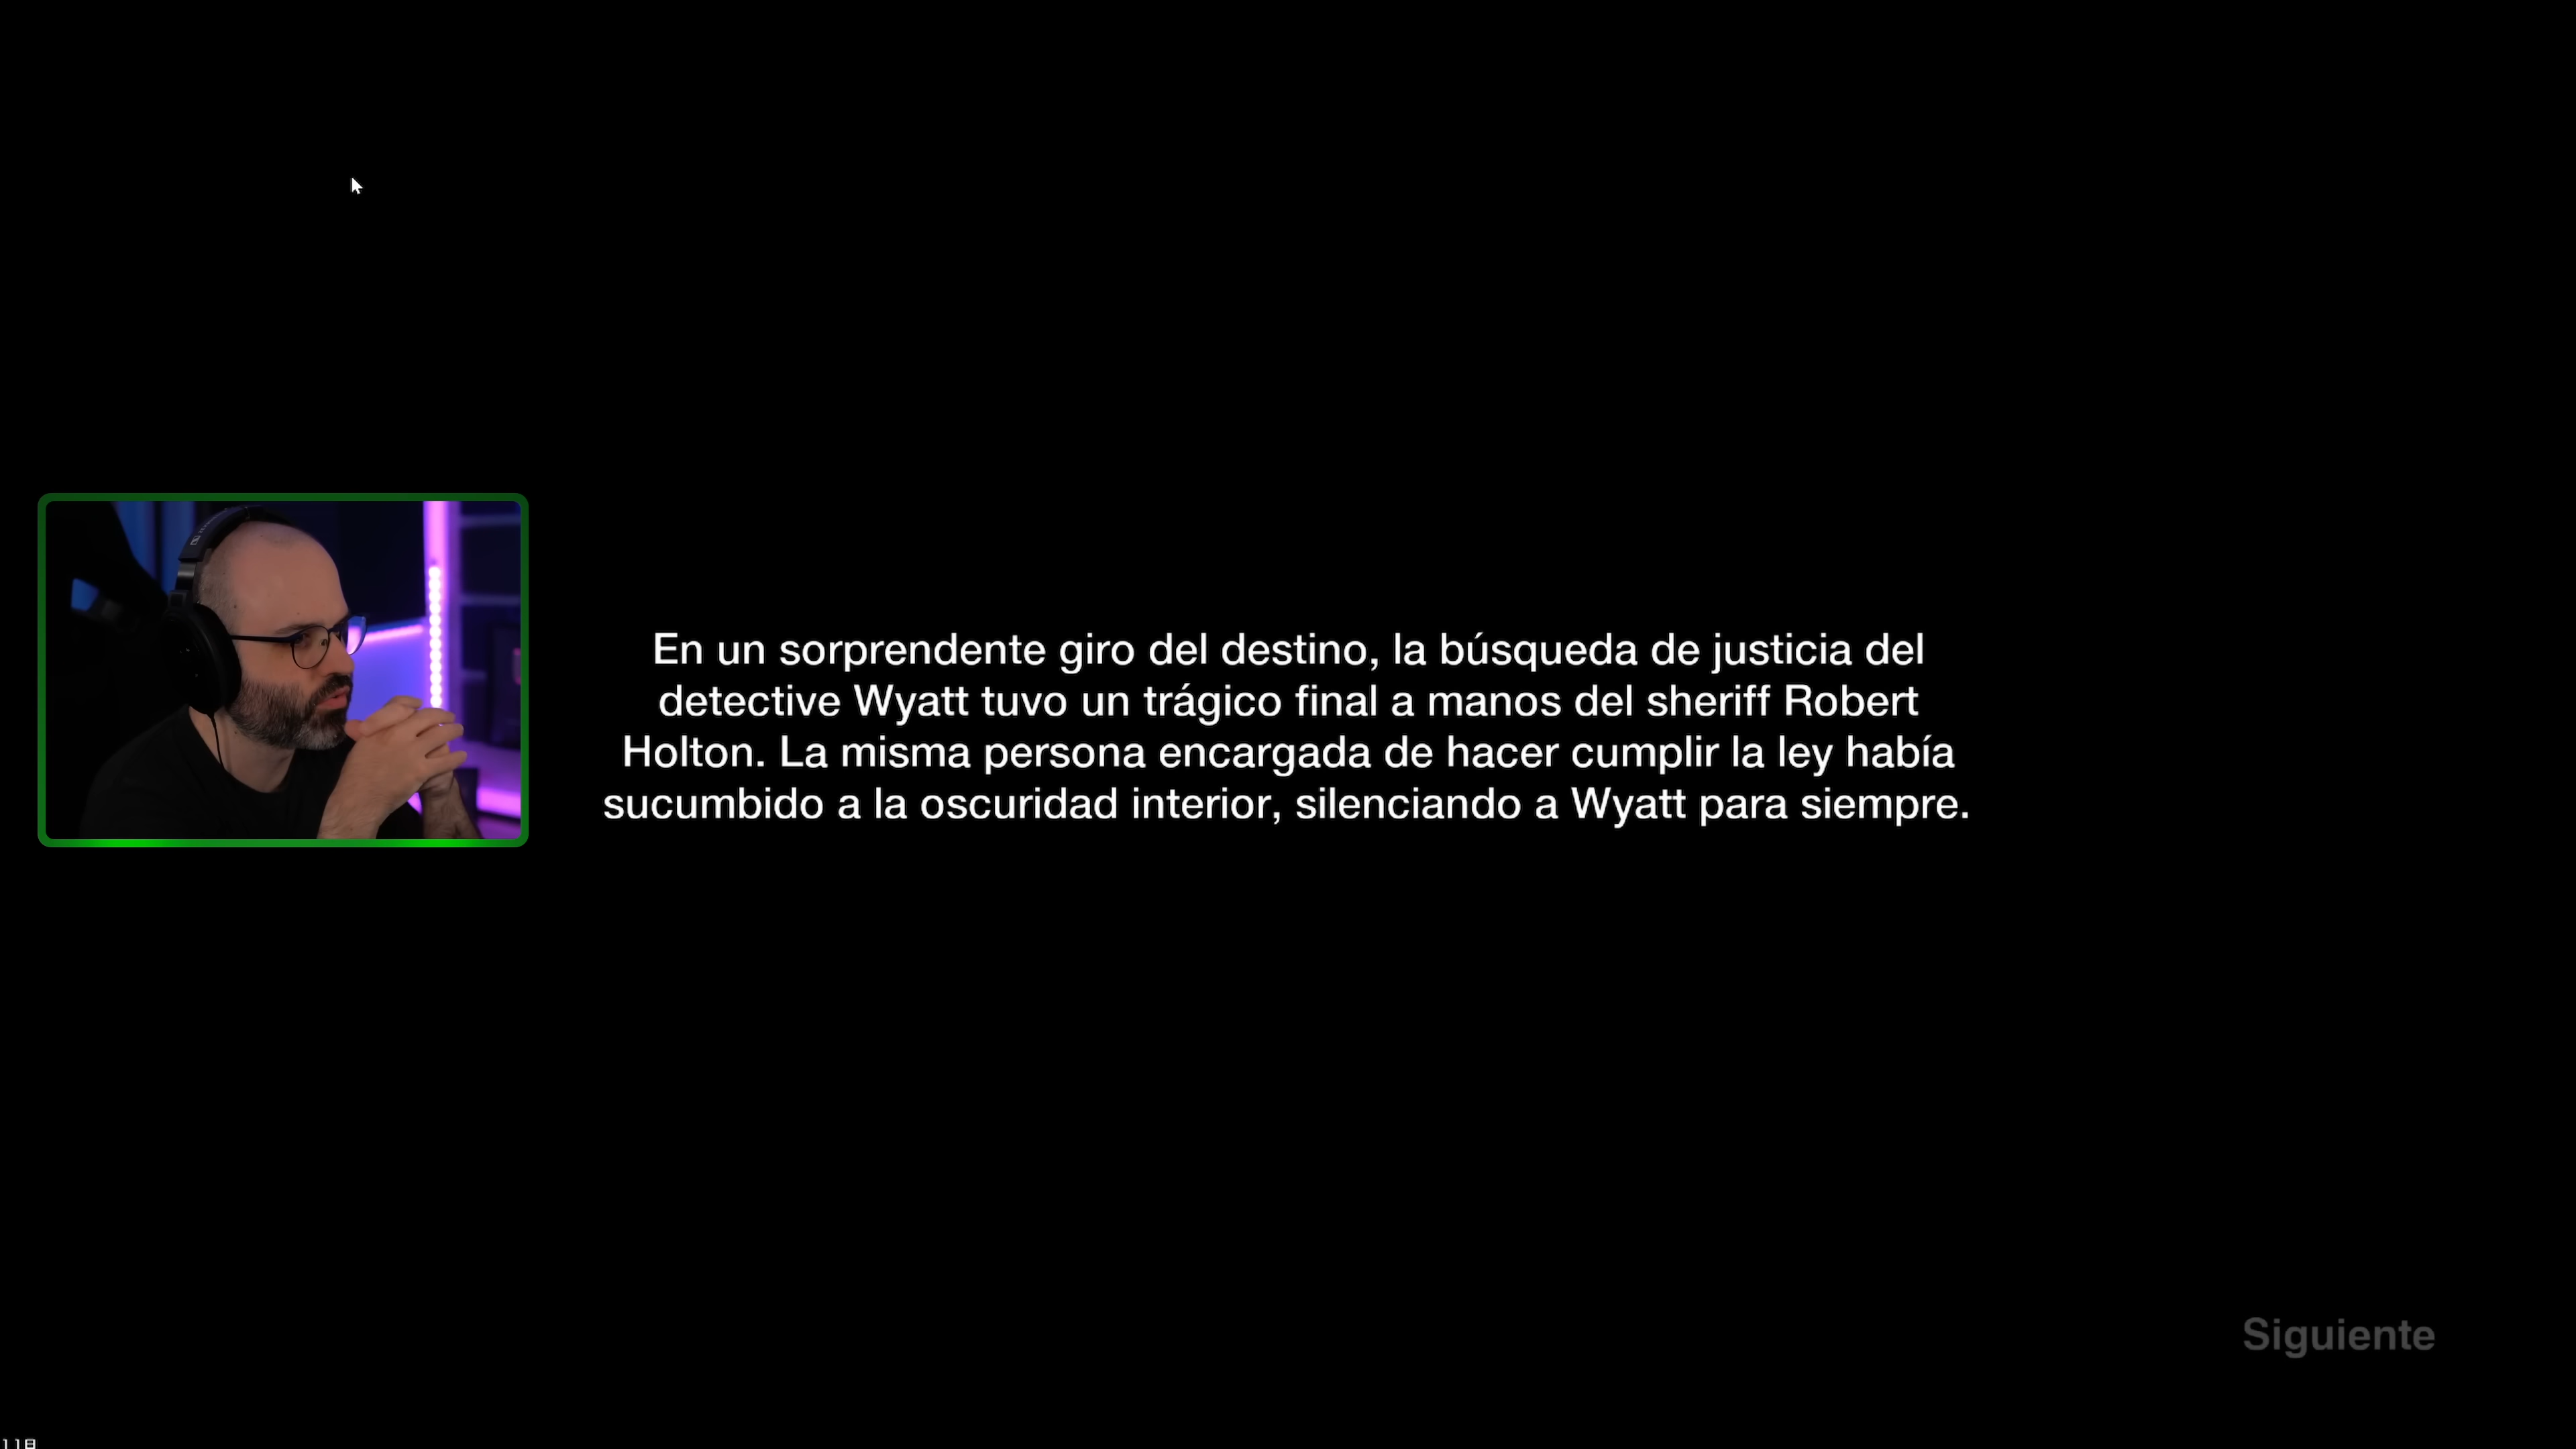 En un sorprendente giro del destino, la búsqueda de justicia del
detective Wyatt tuvo un trágico final a manos del sheriff Robert
Holton. La misma persona encargada de hacer cumplir la ley había
sucumbido a la oscuridad interior, silenciando a Wyatt para siempre.
Siguiente